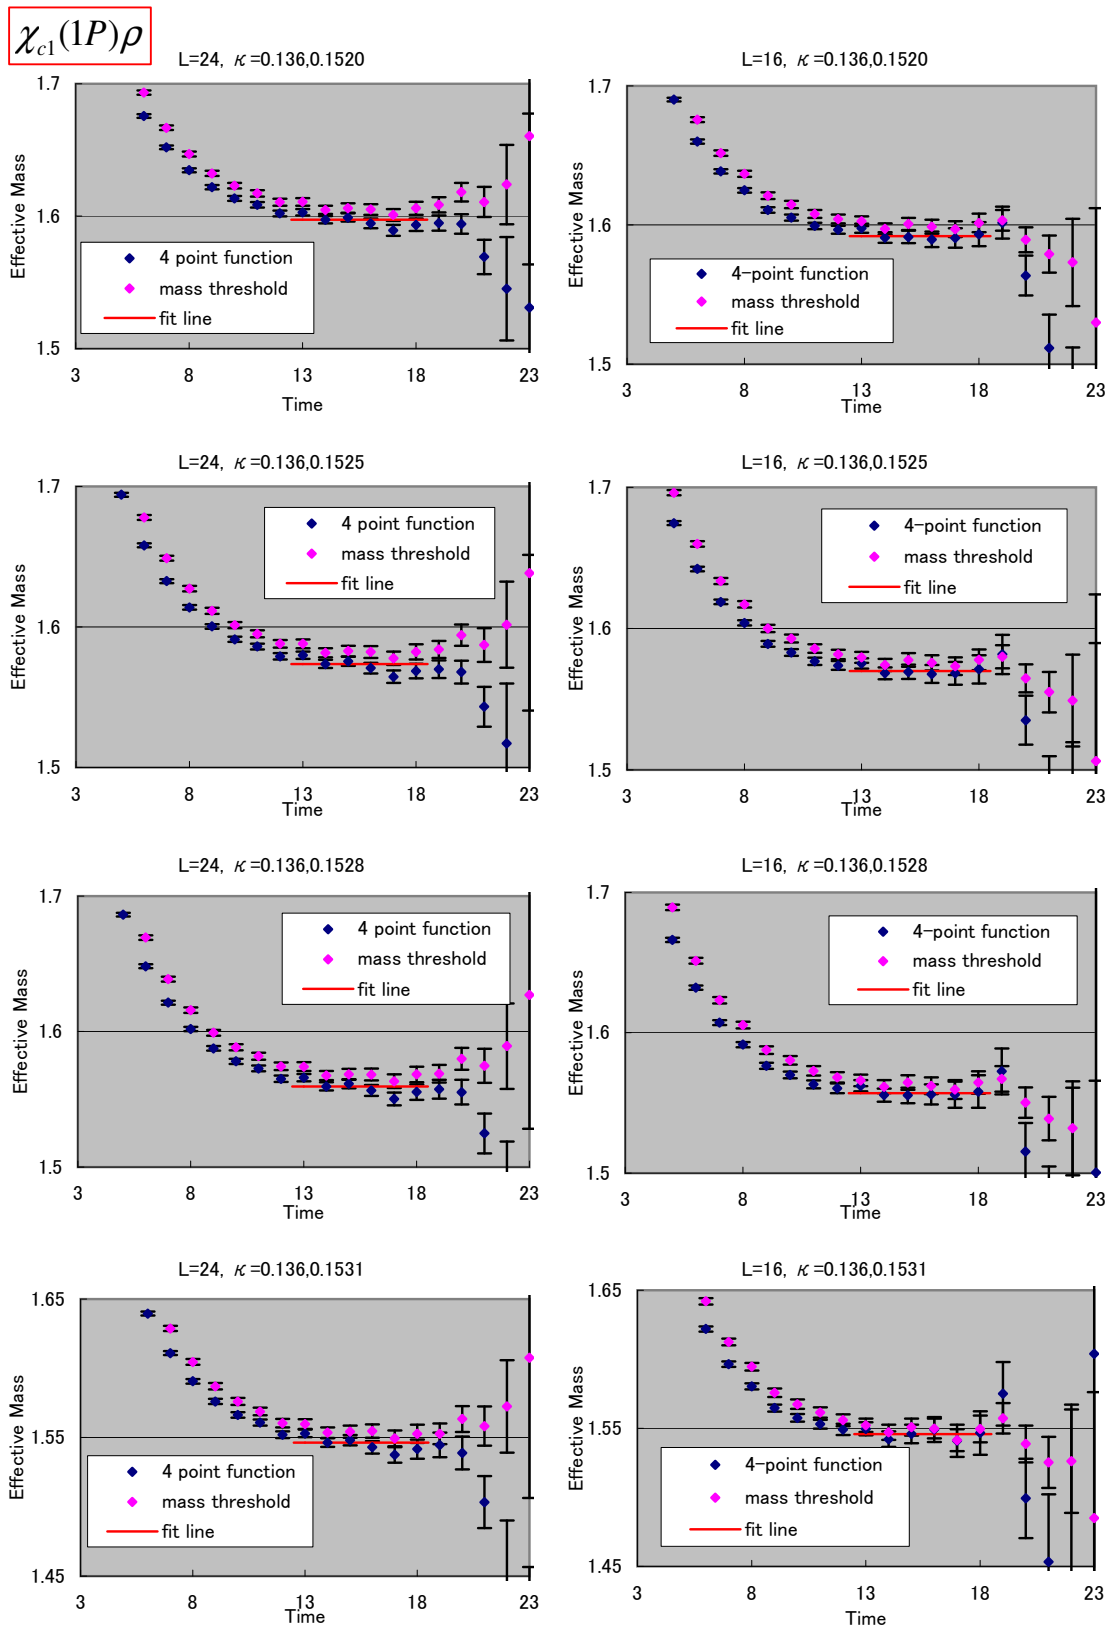 χc1(1P)ρ
L=24, κ=0.136,0.1520
1.7
1.6
1.5
Effective Mass
4 point function
mass threshold
fit line
3 8 13 18 23
Time
L=16, κ=0.136,0.1520
1.7
1.6
1.5
Effective Mass
4-point function
mass threshold
fit line
3 8 13 18 23
Time
L=24, κ=0.136,0.1525
1.7
1.6
1.5
Effective Mass
4 point function
mass threshold
fit line
3 8 13 18 23
Time
L=16, κ=0.136,0.1525
1.7
1.6
1.5
Effective Mass
4-point function
mass threshold
fit line
3 8 13 18 23
Time
L=24, κ=0.136,0.1528
1.7
1.6
1.5
Effective Mass
4 point function
mass threshold
fit line
3 8 13 18 23
Time
L=16, κ=0.136,0.1528
1.7
1.6
1.5
Effective Mass
4-point function
mass threshold
fit line
3 8 13 18 23
Time
L=24, κ=0.136,0.1531
1.65
1.55
1.45
Effective Mass
4 point function
mass threshold
fit line
3 8 13 18 23
Time
L=16, κ=0.136,0.1531
1.65
1.55
1.45
Effective Mass
4-point function
mass threshold
fit line
3 8 13 18 23
Time